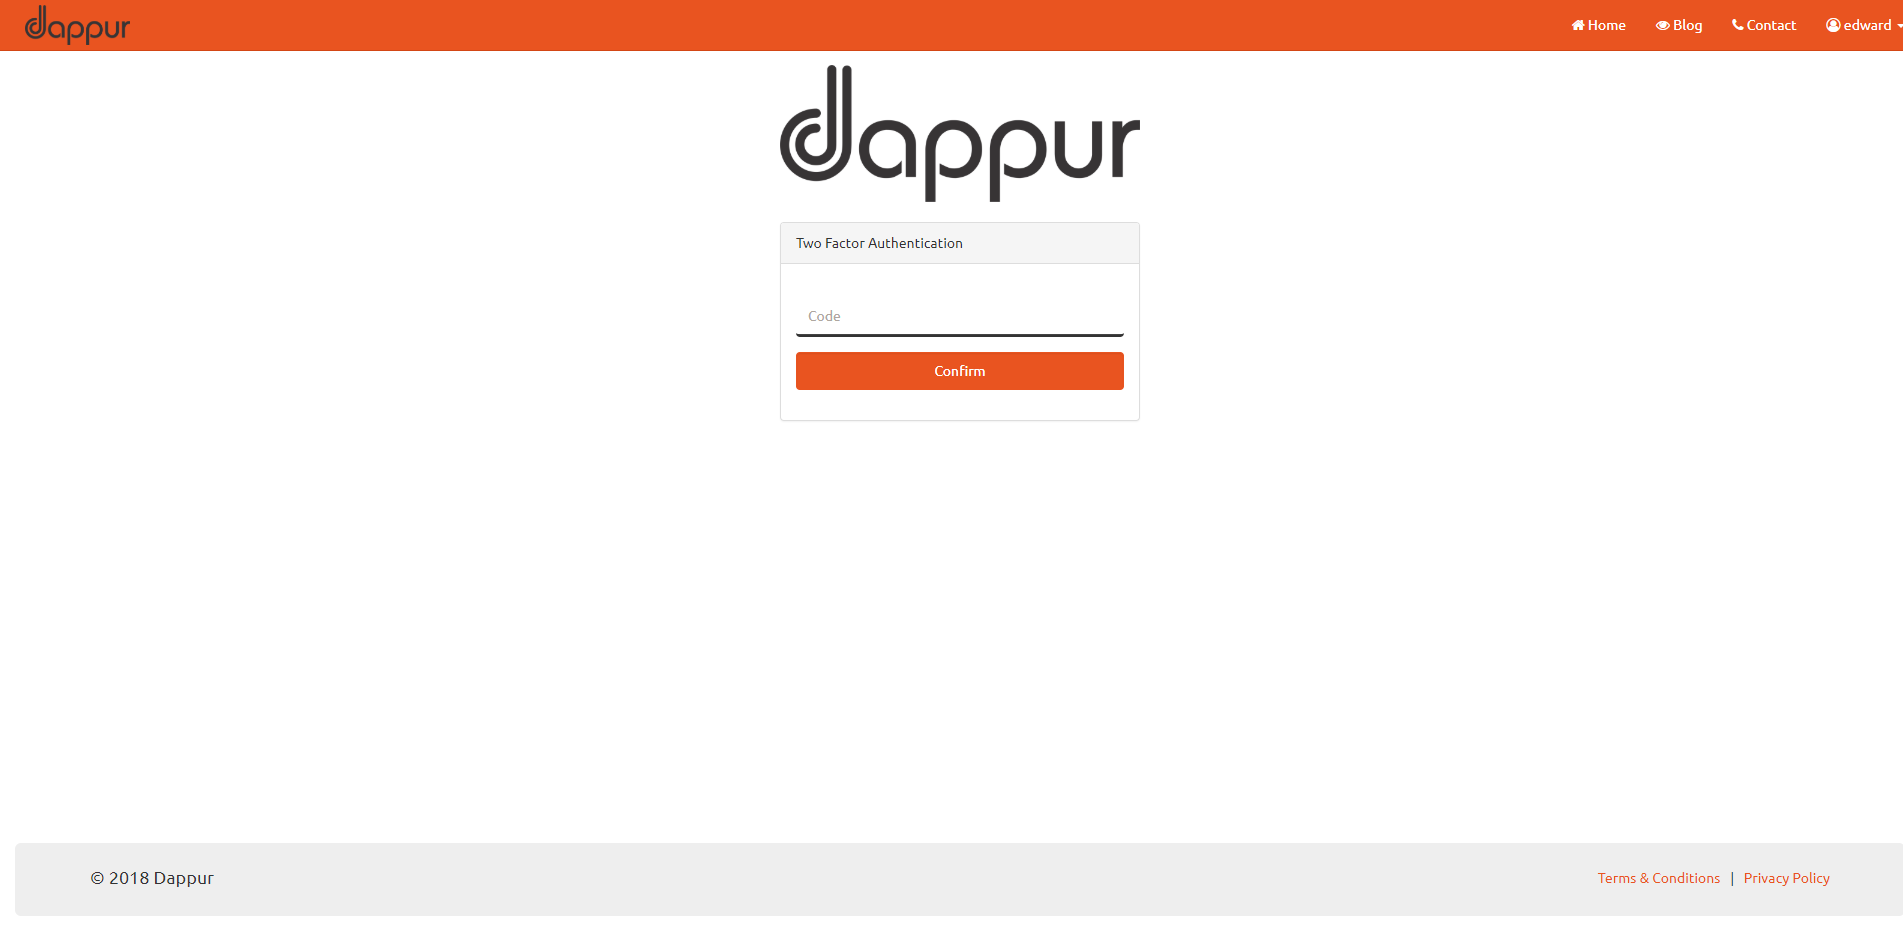 dappur
Home Blog Contact edward
dappur
Two Factor Authentication
Code
Confirm
© 2018 Dappur
Terms & Conditions | Privacy Policy